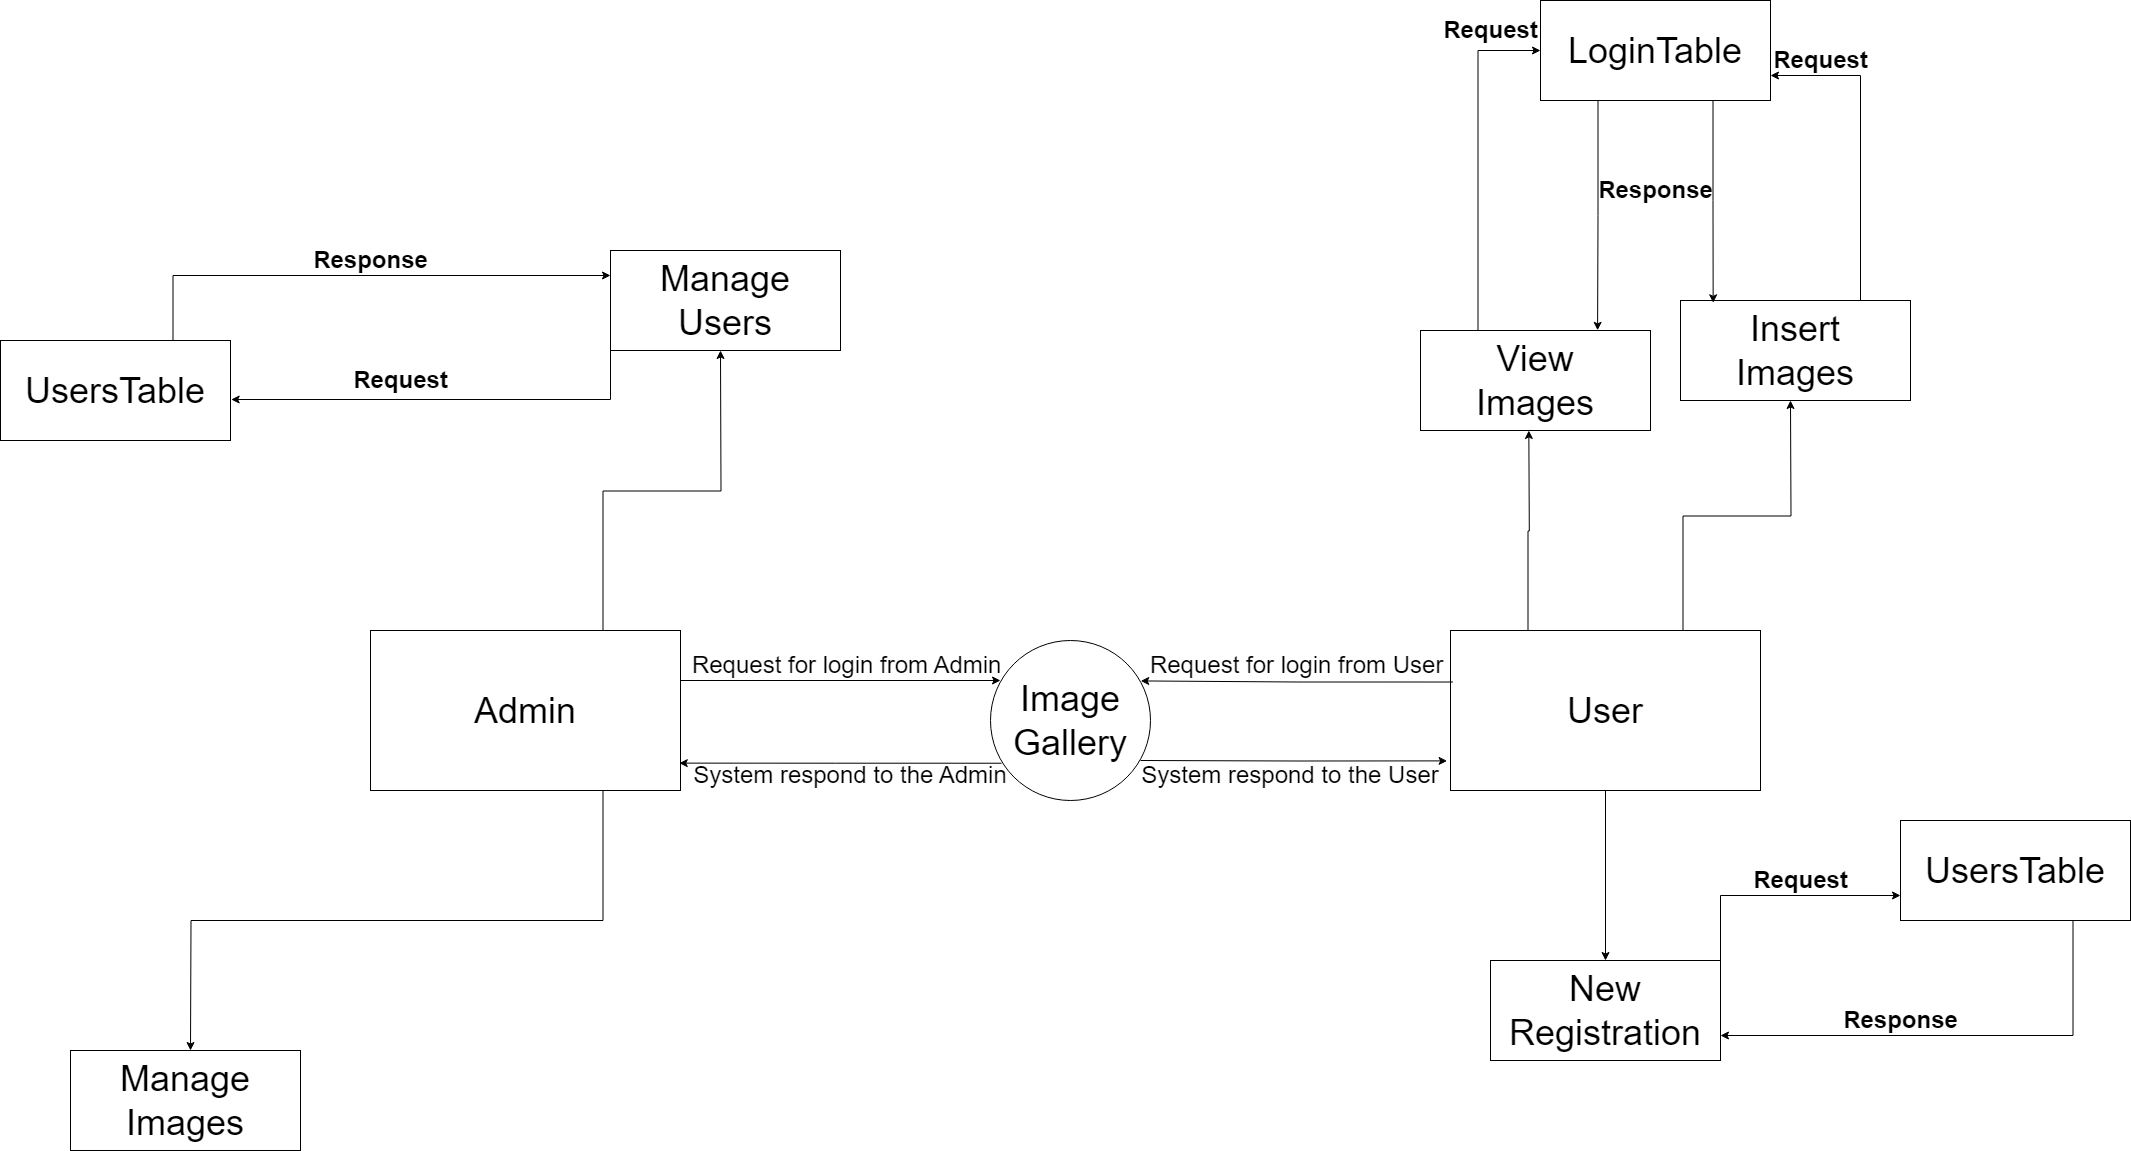 Request
LoginTable
Request
Response
Response
Manage
Users
Insert
Images
View
Images
UsersTable
Request
Request for login from Admin
Request for login from User
Admin
Image
Gallery
User
System respond to the Admin
System respond to the User
UsersTable
Request
New
Registration
Response
Manage
Images